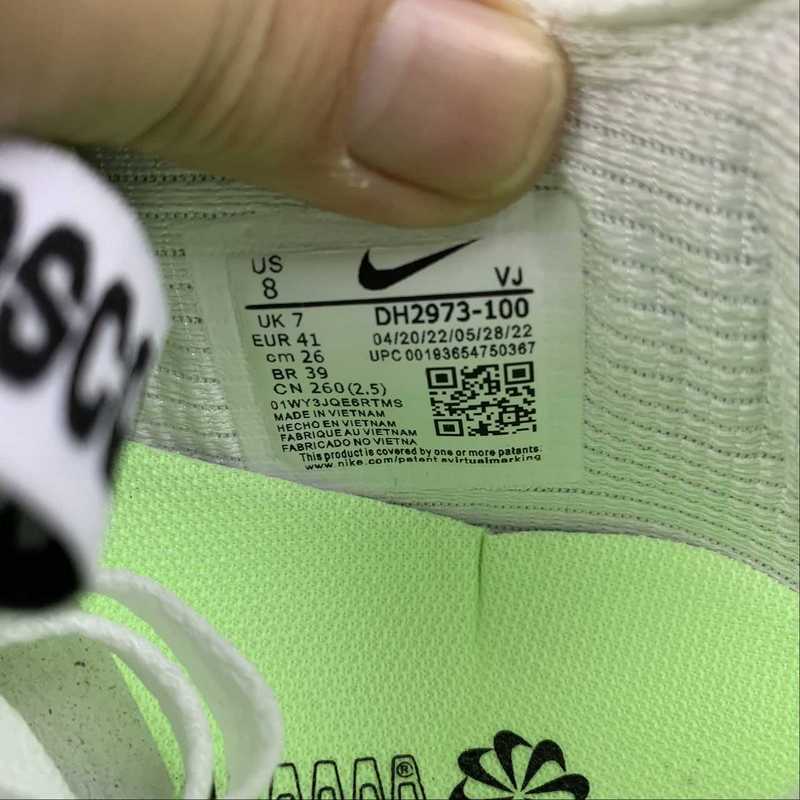 US
8
VJ
UK 7
DH2973-100
EUR 41
04/20/22/05/28/22
cm 26
UPC 00193654750367
BR 39
CN 260(2.5)
01WY3JQE6RTMS
MADE IN VIETNAM
HECHO EN VIETNAM
FABRIQUE AU VIETNAM
FABRICADO NO VIETNA
This product is covered by one or more patents
www.nike.com/patent svirtualmarking
®